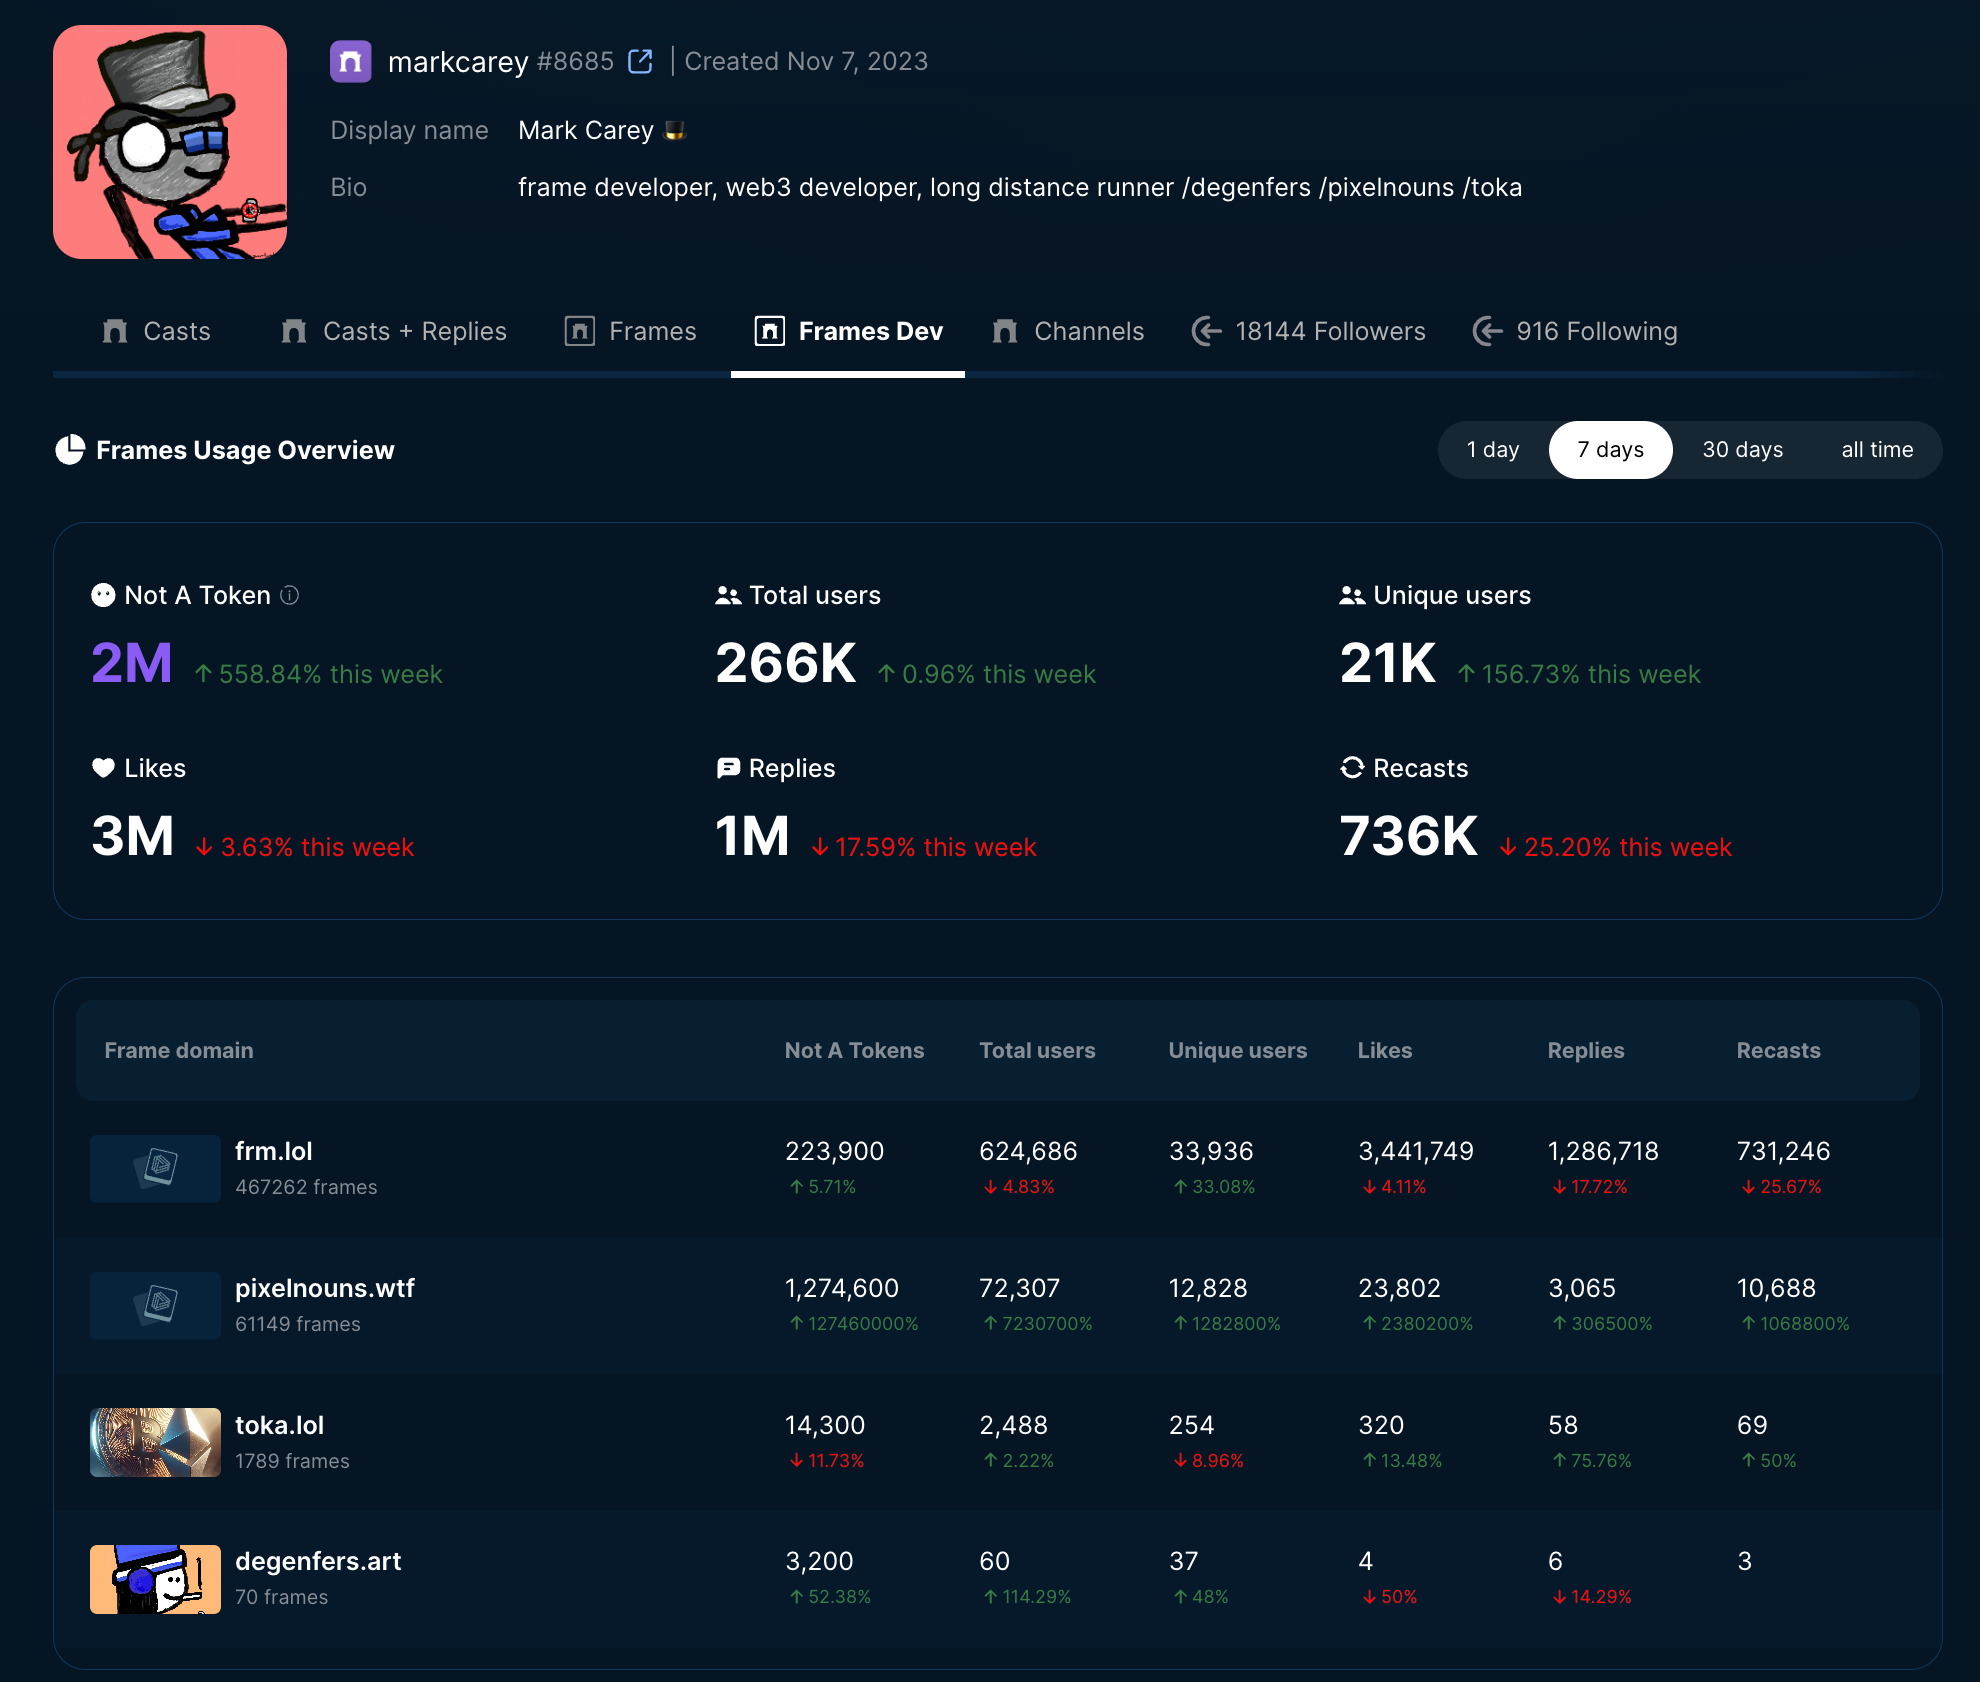 markcarey #8685 | Created Nov 7, 2023
Display name Mark Carey 🎩
Bio frame developer, web3 developer, long distance runner /degenfers /pixelnouns /toka
Casts Casts + Replies Frames Frames Dev Channels 18144 Followers 916 Following
Frames Usage Overview 1 day 7 days 30 days all time
Not A Token Total users Unique users
2M ↑ 558.84% this week 266K ↑ 0.96% this week 21K ↑ 156.73% this week
Likes Replies Recasts
3M ↓ 3.63% this week 1M ↓ 17.59% this week 736K ↓ 25.20% this week
Frame domain Not A Tokens Total users Unique users Likes Replies Recasts
frm.lol 223,900 624,686 33,936 3,441,749 1,286,718 731,246
467262 frames ↑ 5.71% ↓ 4.83% ↑ 33.08% ↓ 4.11% ↓ 17.72% ↓ 25.67%
pixelnouns.wtf 1,274,600 72,307 12,828 23,802 3,065 10,688
61149 frames ↑ 127460000% ↑ 7230700% ↑ 1282800% ↑ 2380200% ↑ 306500% ↑ 1068800%
toka.lol 14,300 2,488 254 320 58 69
1789 frames ↓ 11.73% ↑ 2.22% ↓ 8.96% ↑ 13.48% ↑ 75.76% ↑ 50%
degenfers.art 3,200 60 37 4 6 3
70 frames ↑ 52.38% ↑ 114.29% ↑ 48% ↓ 50% ↓ 14.29%